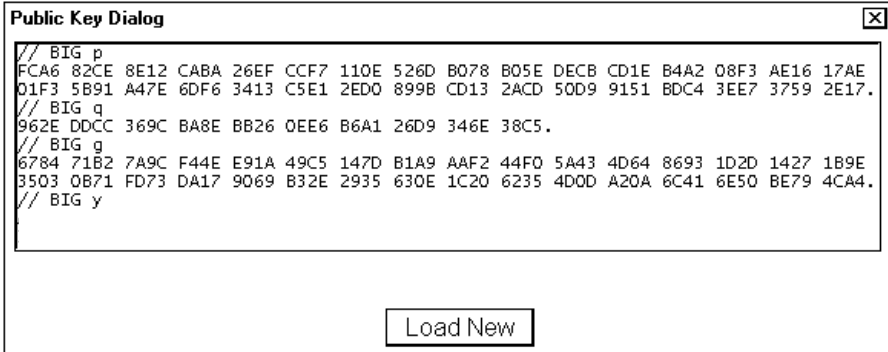 Public Key Dialog
// BIG p
FCA6 82CE 8E12 CABA 26EF CCF7 110E 526D B078 B05E DECB CD1E B4A2 08F3 AE16 17AE
01F3 5B91 A47E 6DF6 3413 C5E1 2ED0 899B CD13 2ACD 50D9 9151 BDC4 3EE7 3759 2E17.
// BIG q
962E DDCC 369C BA8E BB26 0EE6 B6A1 26D9 346E 38C5.
// BIG g
6784 71B2 7A9C F44E E91A 49C5 147D B1A9 AAF2 44F0 5A43 4D64 8693 1D2D 1427 1B9E
3503 0B71 FD73 DA17 9069 B32E 2935 630E 1C20 6235 4D0D A20A 6C41 6E50 BE79 4CA4.
// BIG y
Load New